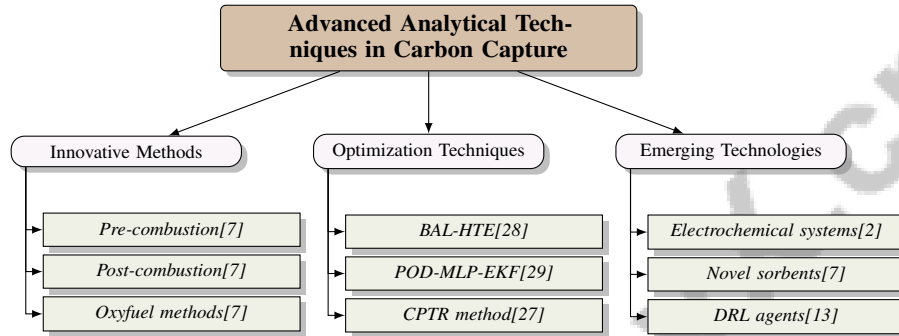 Advanced Analytical Tech-
niques in Carbon Capture
Innovative Methods
Optimization Techniques
Emerging Technologies
Pre-combustion[7]
Post-combustion[7]
Oxyfuel methods[7]
BAL-HTE[28]
POD-MLP-EKF[29]
CPTR method[27]
Electrochemical systems[2]
Novel sorbents[7]
DRL agents[13]